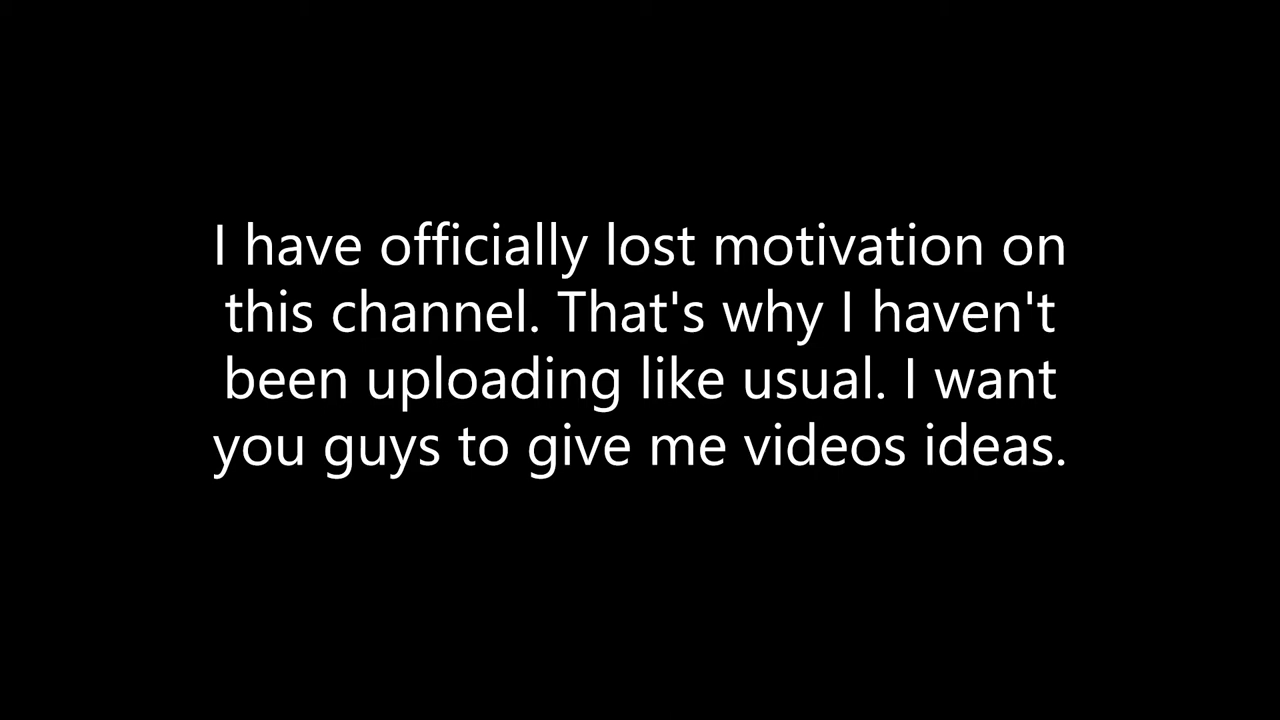 I have officially lost motivation on
this channel. That's why I haven't
been uploading like usual. I want
you guys to give me videos ideas.